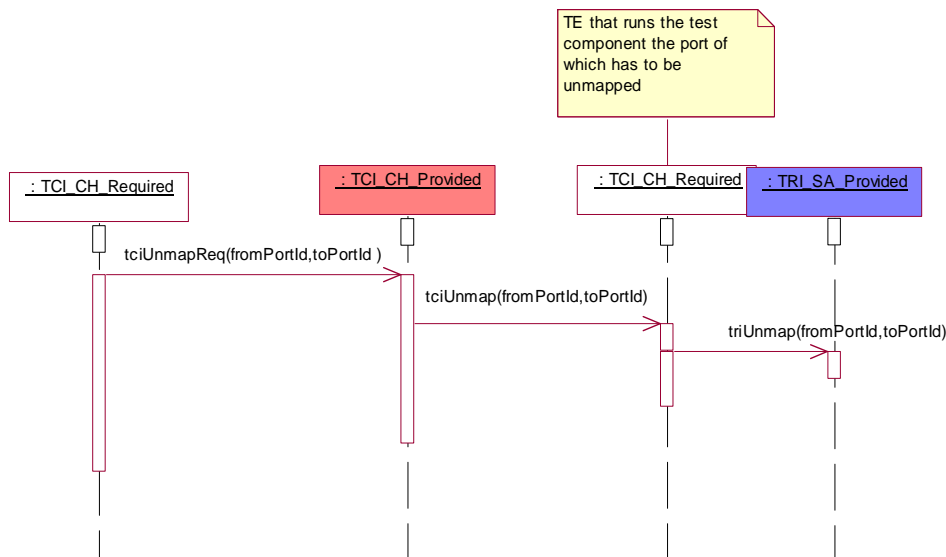 TE that runs the test
component the port of
which has to be
unmapped
: TCI_CH_Required
: TCI_CH_Provided
: TCI_CH_Required
: TRI_SA_Provided
tciUnmapReq(fromPortId,toPortId )
tciUnmap(fromPortId,toPortId)
triUnmap(fromPortId,toPortId)